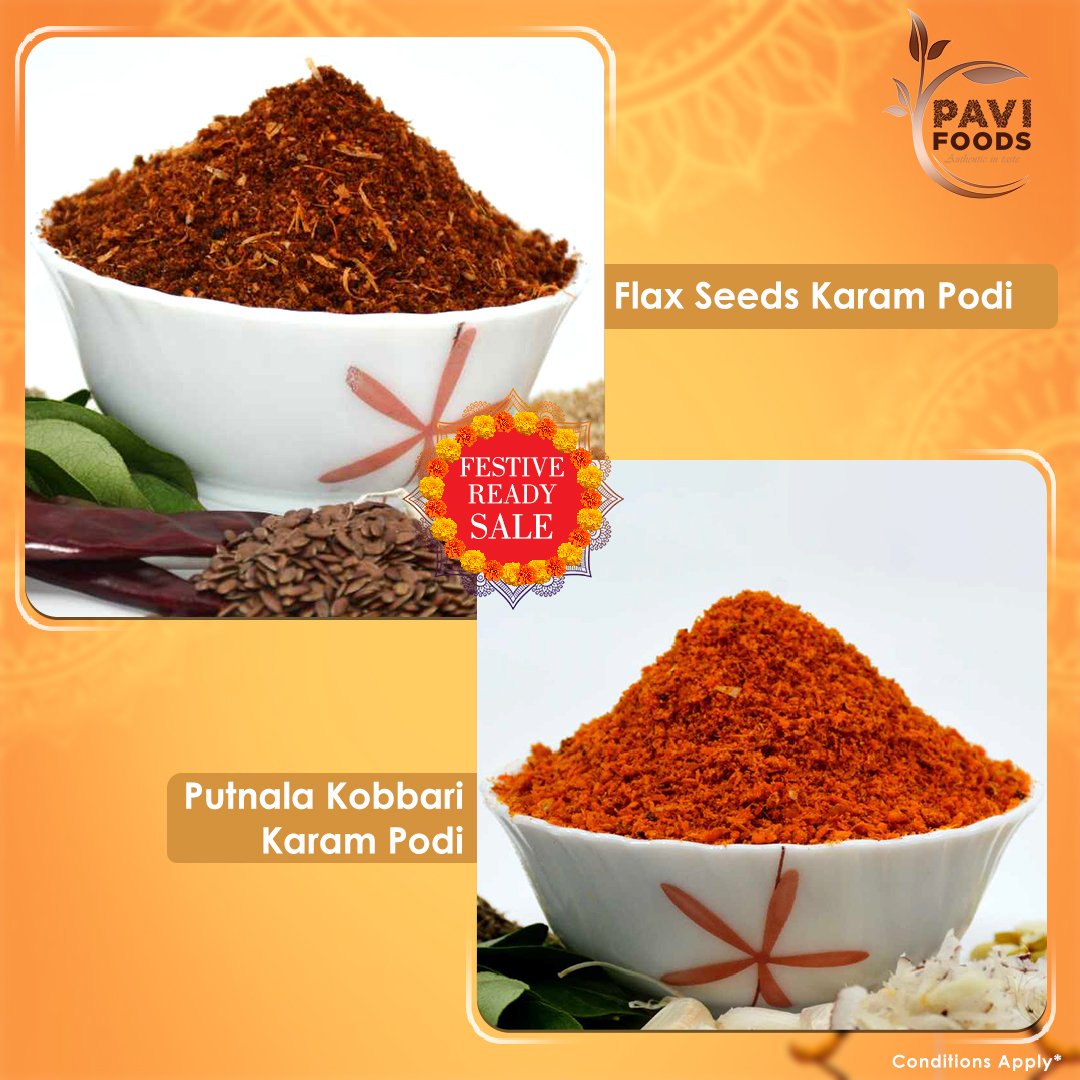 PAVI
FOODS
Authentic in taste
Flax Seeds Karam Podi
FESTIVE
READY
SALE
Putnala Kobbari
Karam Podi
Conditions Apply*